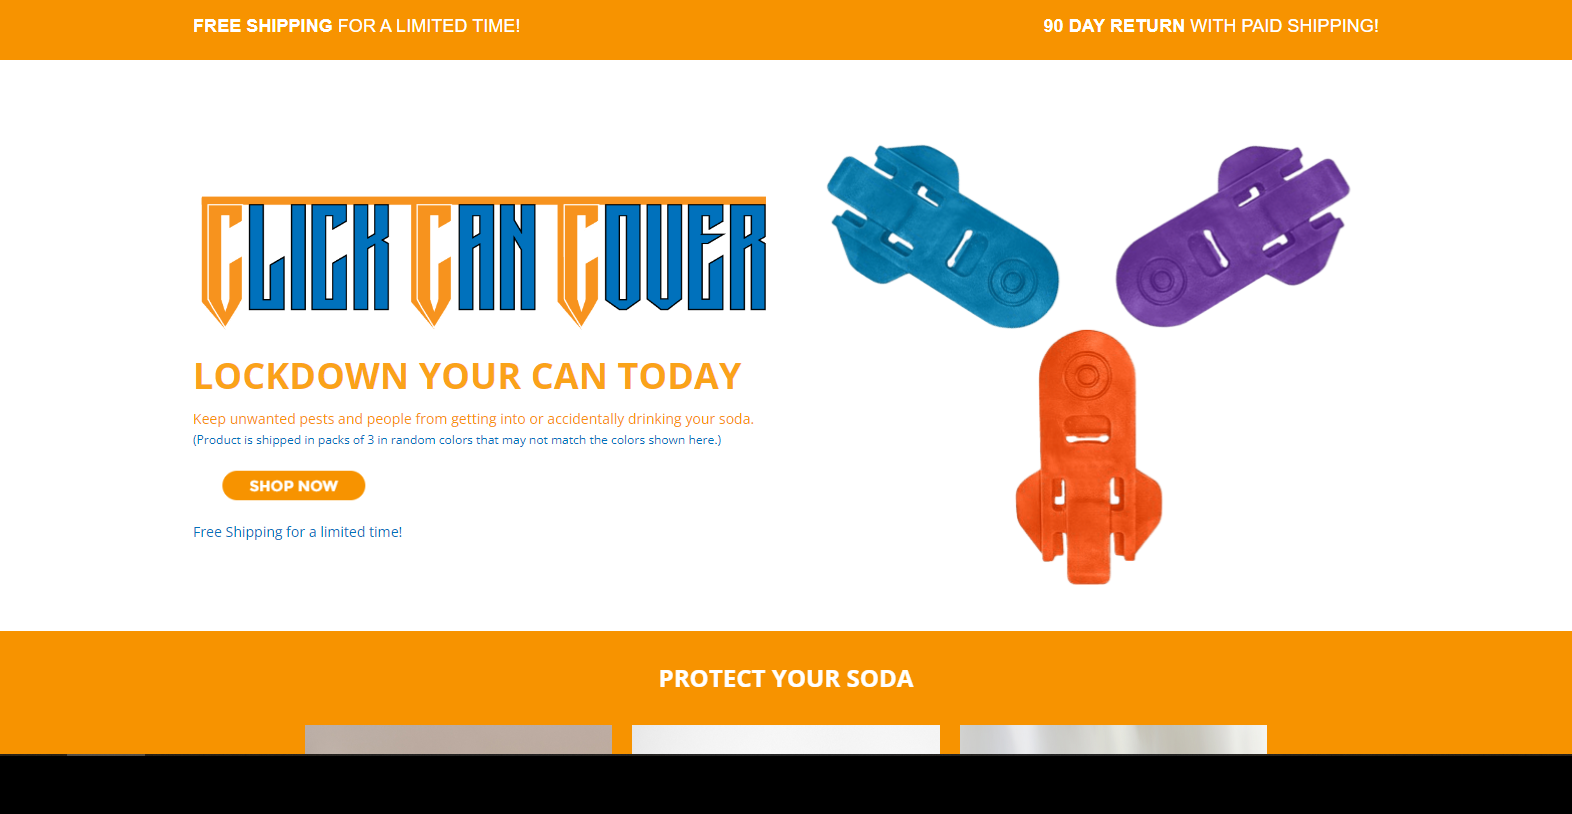 FREE SHIPPING FOR A LIMITED TIME!
90 DAY RETURN WITH PAID SHIPPING!
CLICK CAN COVER
LOCKDOWN YOUR CAN TODAY
Keep unwanted pests and people from getting into or accidentally drinking your soda.
(Product is shipped in packs of 3 in random colors that may not match the colors shown here.)
SHOP NOW
Free Shipping for a limited time!
PROTECT YOUR SODA